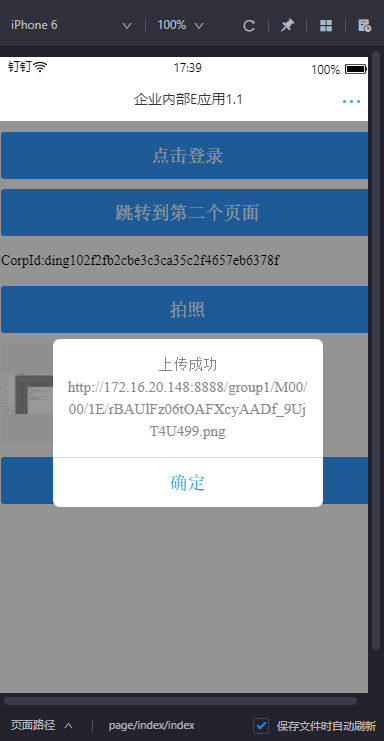 iPhone 6 100%
钉钉 17:39 100%
企业内部E应用1.1
点击登录
跳转到第二个页面
CorpId:ding102f2fb2cbe3c3ca35c2f4657eb6378f
拍照
上传成功
http://172.16.20.148:8888/group1/M00/
00/1E/rBAUlFz06tOAFXcyAADf_9Uj
T4U499.png
确定
页面路径 page/index/index 保存文件时自动刷新